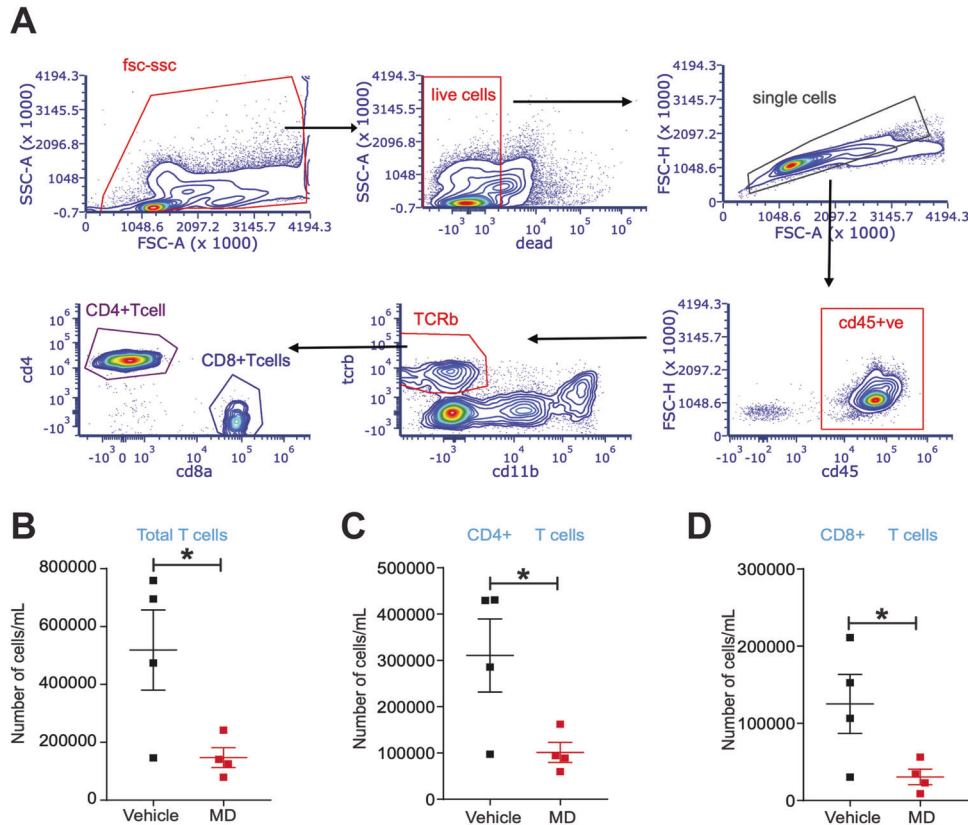 A
fsc-ssc
SSC-A (x 1000)
4194.3
3145.7
2096.6
1048
-0.7
0 1048.6 2097.2 3145.7 4194.3
FSC-A (x 1000)
live cells
SSC-A (x 1000)
4194.3
3145.7
2096.6
1048
-0.7
-10³ 10³ 10⁴ 10⁵ 10⁶
dead
single cells
FSC-H (x 1000)
4194.3
3145.7
2097.2
1048.6
0
0 1048.6 2097.2 3145.7 4194.3
FSC-A (x 1000)
CD4+Tcell
CD8+Tcells
cd4
10⁶
10⁵
10⁴
10³
-10³
-10³ 0 10³ 10⁴ 10⁵ 10⁶
cd8a
TCRb
tcrb
10⁶
10⁵
10⁴
10³
-10³
-10³ 10³ 10⁴ 10⁵ 10⁶
cd11b
cd45+ve
FSC-H (x 1000)
4194.3
3145.7
2097.2
1048.6
0
-10³ 10³ 10⁴ 10⁵ 10⁶
cd45
B
Total T cells
*
Number of cells/mL
800000
600000
400000
200000
0
Vehicle MD
C
CD4+ T cells
*
Number of cells/mL
500000
400000
300000
200000
100000
0
Vehicle MD
D
CD8+ T cells
*
Number of cells/mL
300000
200000
100000
0
Vehicle MD